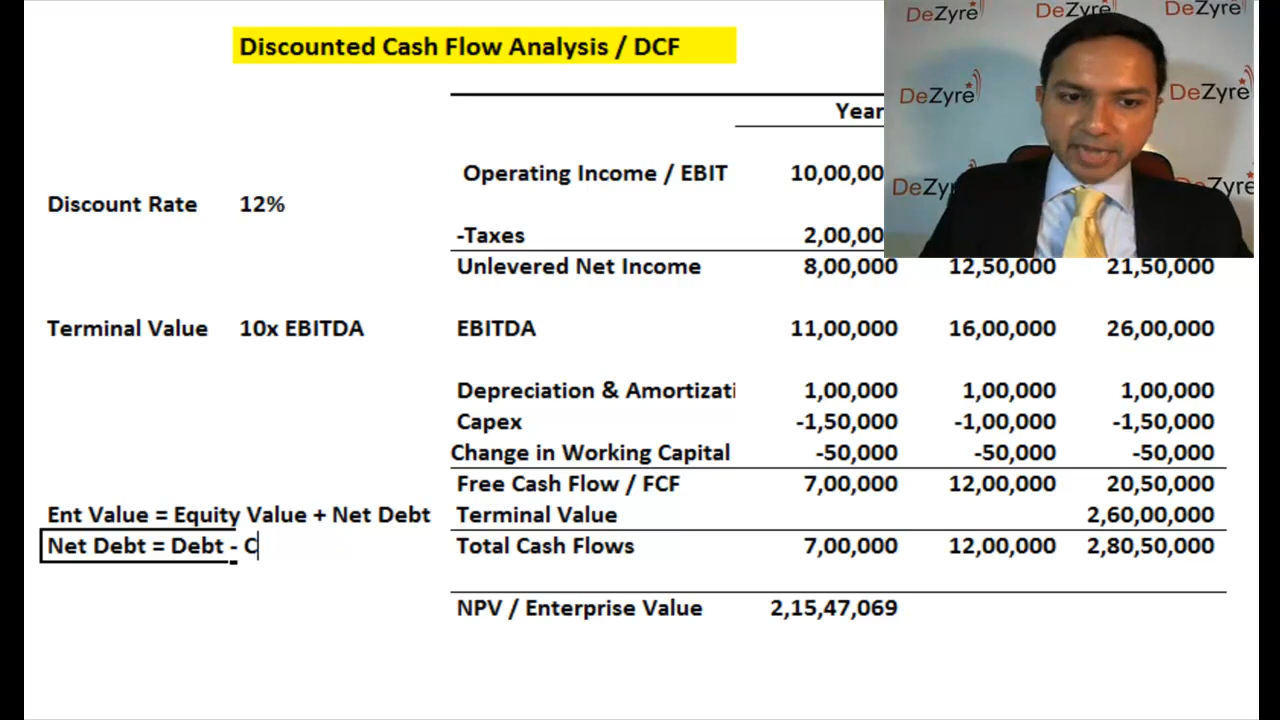 Discounted Cash Flow Analysis / DCF
DeZyre DeZyre DeZyre
DeZyre DeZyre
Year
Operating Income / EBIT 10,00,00
Discount Rate 12%
-Taxes 2,00,00
Unlevered Net Income 8,00,000 12,50,000 21,50,000
Terminal Value 10x EBITDA EBITDA 11,00,000 16,00,000 26,00,000
Depreciation & Amortizati 1,00,000 1,00,000 1,00,000
Capex -1,50,000 -1,00,000 -1,50,000
Change in Working Capital -50,000 -50,000 -50,000
Free Cash Flow / FCF 7,00,000 12,00,000 20,50,000
Ent Value = Equity Value + Net Debt Terminal Value 2,60,00,000
Net Debt = Debt - C Total Cash Flows 7,00,000 12,00,000 2,80,50,000
NPV / Enterprise Value 2,15,47,069